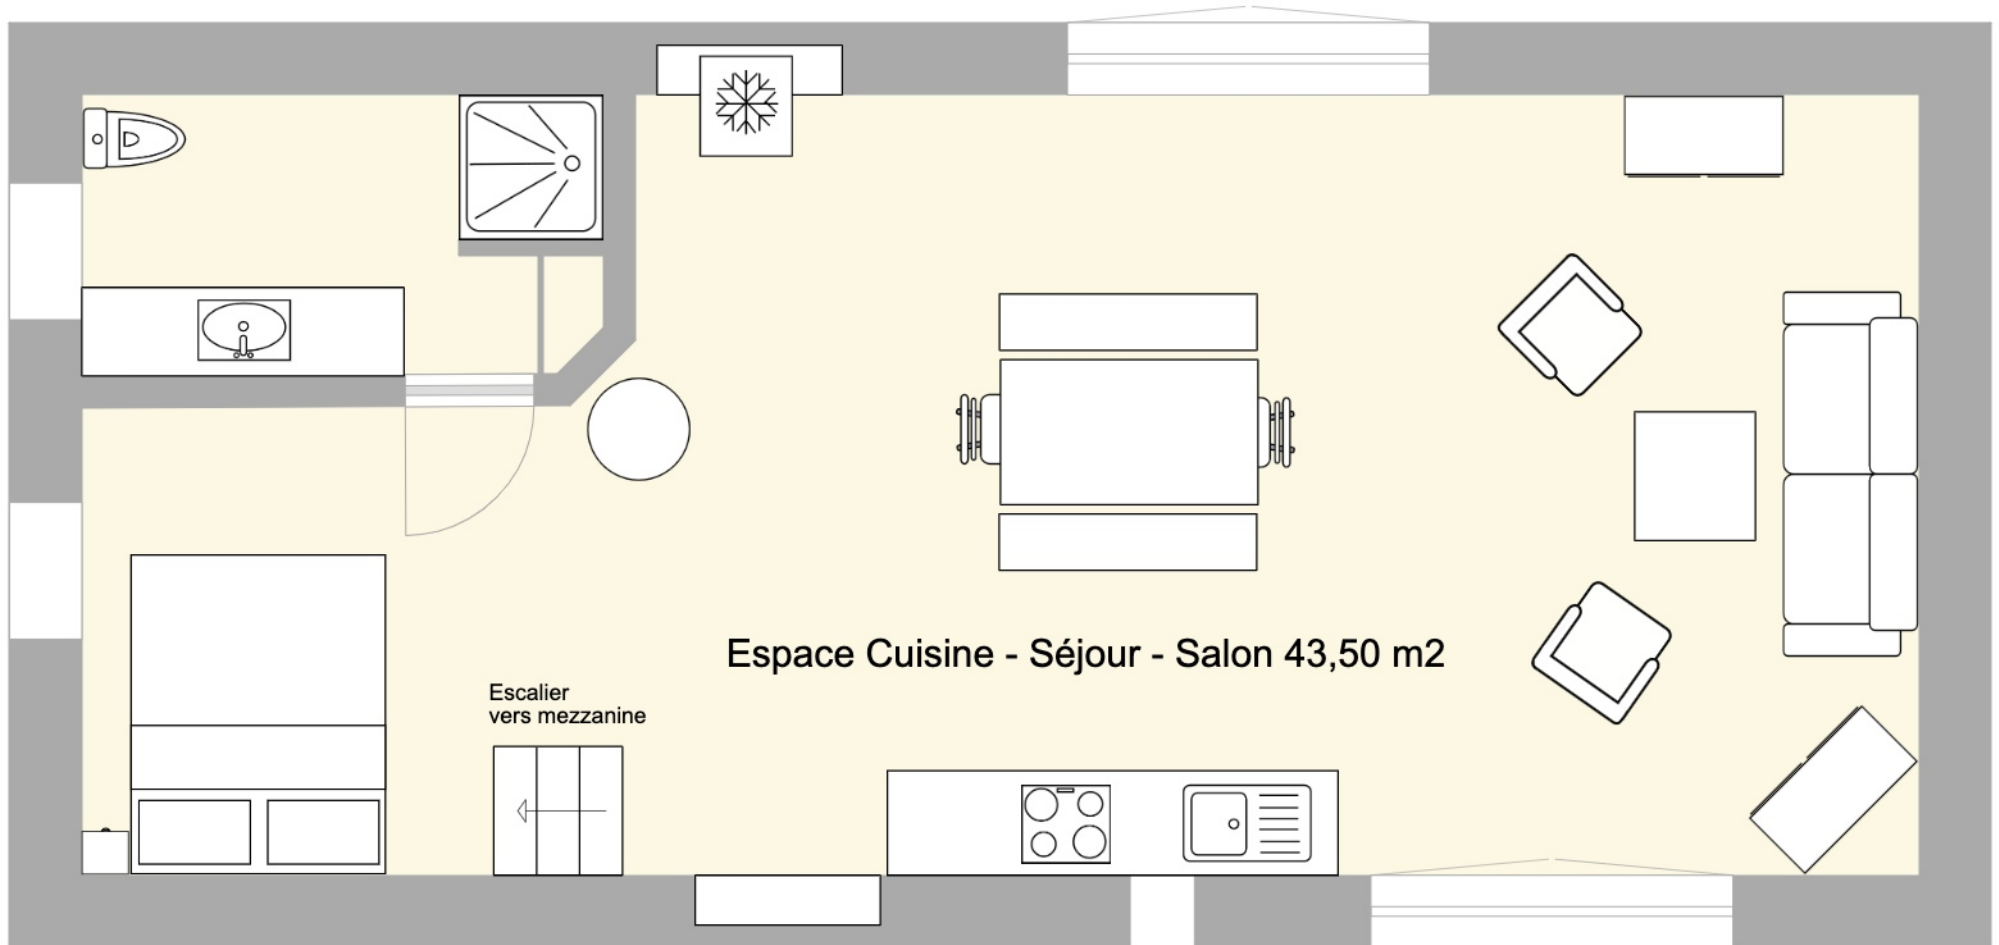 Espace Cuisine - Séjour - Salon 43,50 m2
Escalier
vers mezzanine